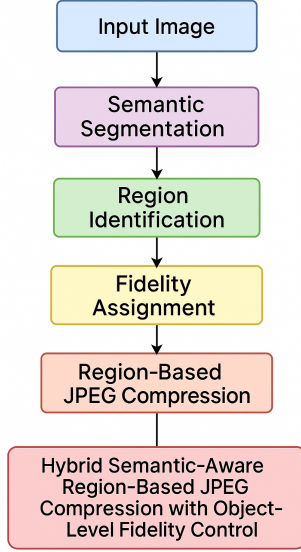 Input Image
Semantic
Segmentation
Region
Identification
Fidelity
Assignment
Region-Based
JPEG Compression
Hybrid Semantic-Aware
Region-Based JPEG
Compression with Object-
Level Fidelity Control